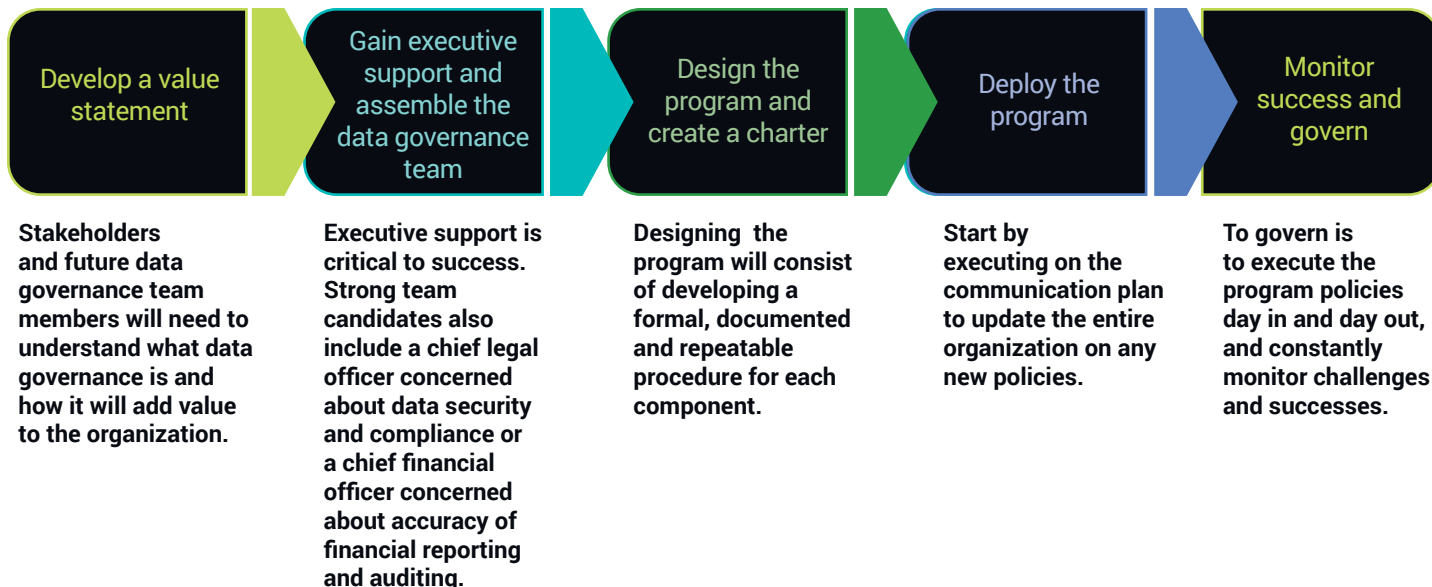 Develop a value
statement
Gain executive
support and
assemble the
data governance
team
Design the
program and
create a charter
Deploy the
program
Monitor
success and
govern
Stakeholders
and future data
governance team
members will need to
understand what data
governance is and
how it will add value
to the organization.
Executive support is
critical to success.
Strong team
candidates also
include a chief legal
officer concerned
about data security
and compliance or
a chief financial
officer concerned
about accuracy of
financial reporting
and auditing.
Designing the
program will consist
of developing a
formal, documented
and repeatable
procedure for each
component.
Start by
executing on the
communication plan
to update the entire
organization on any
new policies.
To govern is
to execute the
program policies
day in and day out,
and constantly
monitor challenges
and successes.